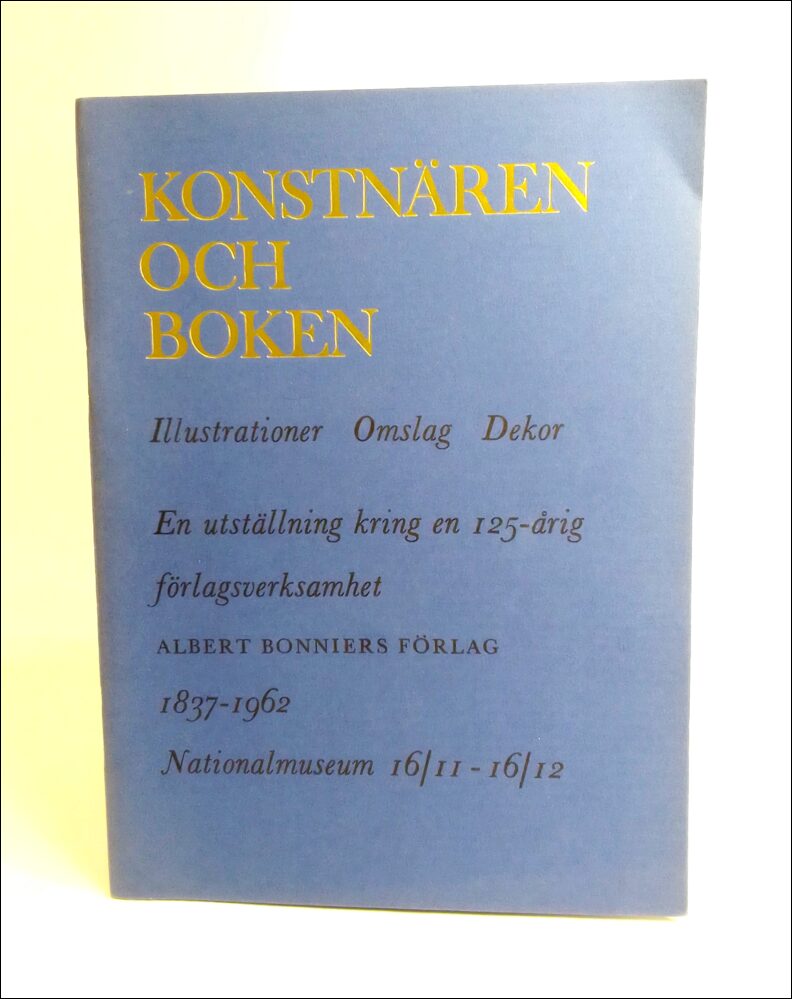 KONSTNÄREN
OCH
BOKEN
Illustrationer Omslag Dekor
En utställning kring en 125-årig
förlagsverksamhet
ALBERT BONNIERS FÖRLAG
1837-1962
Nationalmuseum 16/11 - 16/12